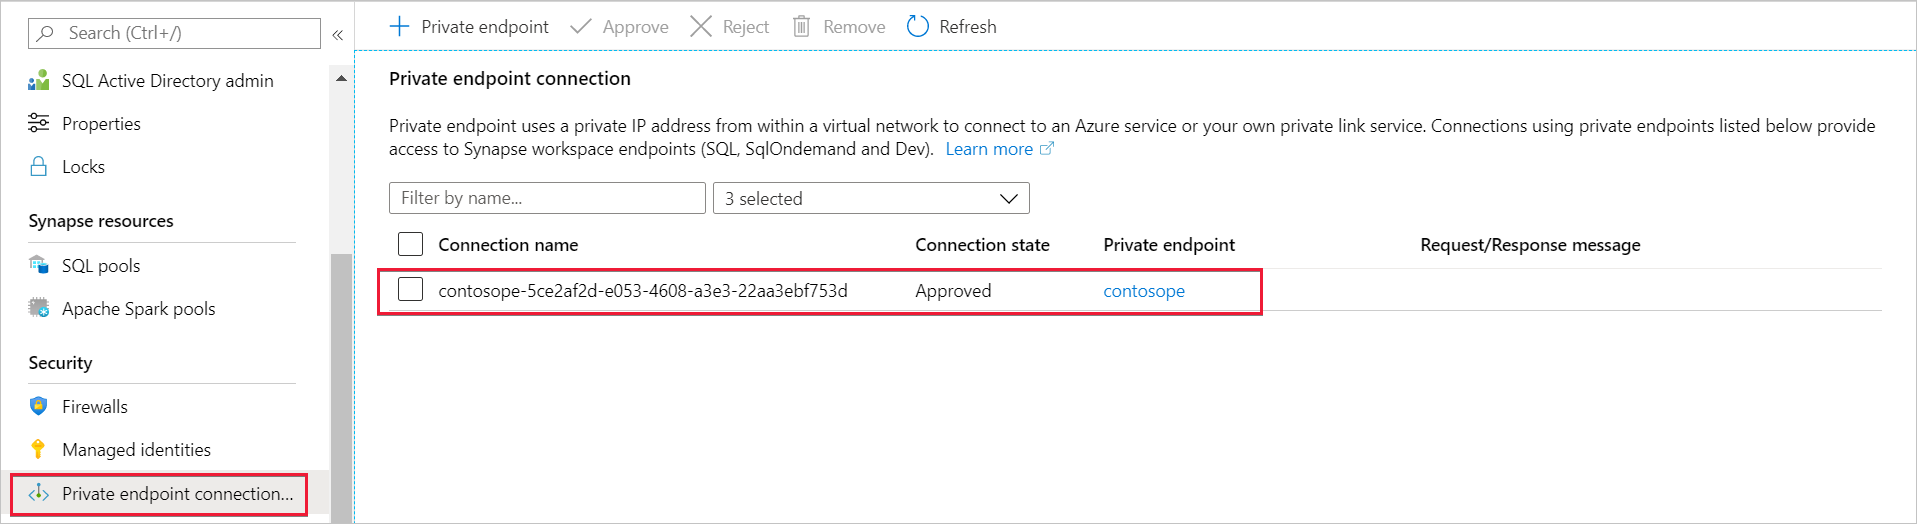 Search (Ctrl+/)
«
SQL Active Directory admin
Properties
Locks
Synapse resources
SQL pools
Apache Spark pools
Security
Firewalls
Managed identities
Private endpoint connection...
Private endpoint Approve Reject Remove Refresh
Private endpoint connection
Private endpoint uses a private IP address from within a virtual network to connect to an Azure service or your own private link service. Connections using private endpoints listed below provide
access to Synapse workspace endpoints (SQL, SqlOndemand and Dev). Learn more
Filter by name... 3 selected
Connection name Connection state Private endpoint Request/Response message
contosope-5ce2af2d-e053-4608-a3e3-22aa3ebf753d Approved contosope